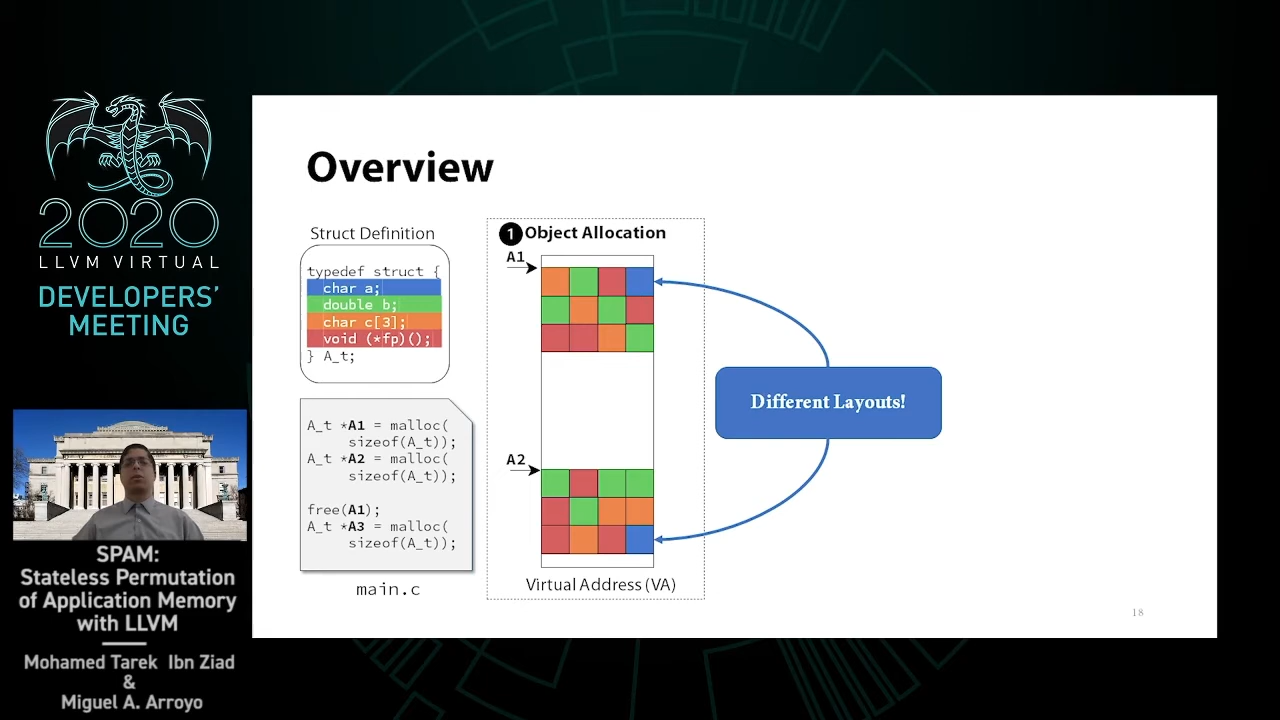 2020
LLVM VIRTUAL
DEVELOPERS’
MEETING
SPAM:
Stateless Permutation
of Application Memory
with LLVM
Mohamed Tarek Ibn Ziad
&
Miguel A. Arroyo
Overview
Struct Definition
typedef struct {
char a;
double b;
char c[3];
void (*fp)();
} A_t;
A_t *A1 = malloc(
sizeof(A_t));
A_t *A2 = malloc(
sizeof(A_t));
free(A1);
A_t *A3 = malloc(
sizeof(A_t));
main.c
1 Object Allocation
A1
A2
Virtual Address (VA)
Different Layouts!
18